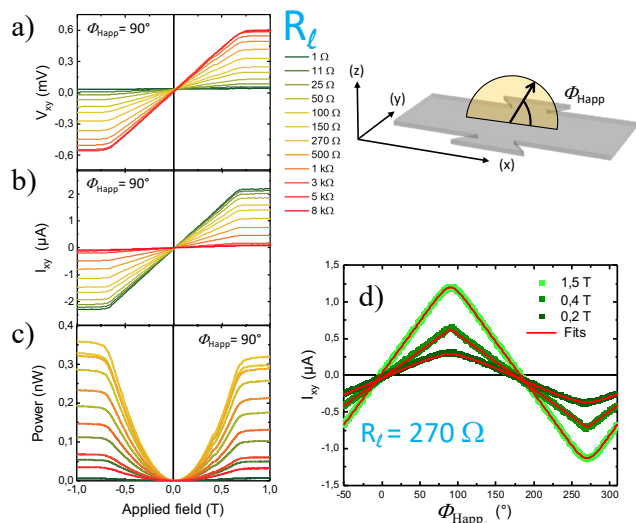 a)
Φ_Happ = 90°
V_xy (mV)
0,6
0,3
0,0
-0,3
-0,6
R_ℓ
1 Ω
11 Ω
25 Ω
50 Ω
100 Ω
150 Ω
270 Ω
500 Ω
1 kΩ
3 kΩ
5 kΩ
8 kΩ
(z)
(y)
(x)
Φ_Happ
b)
Φ_Happ = 90°
I_xy (µA)
2
1
0
-1
-2
c)
Φ_Happ = 90°
Power (nW)
0,4
0,3
0,2
0,1
0,0
-1,0 -0,5 0,0 0,5 1,0
Applied field (T)
d)
1,5 T
0,4 T
0,2 T
Fits
I_xy (µA)
1,5
1,0
0,5
0,0
-0,5
-1,0
-1,5
R_ℓ = 270 Ω
-50 0 50 100 150 200 250 300
Φ_Happ (°)